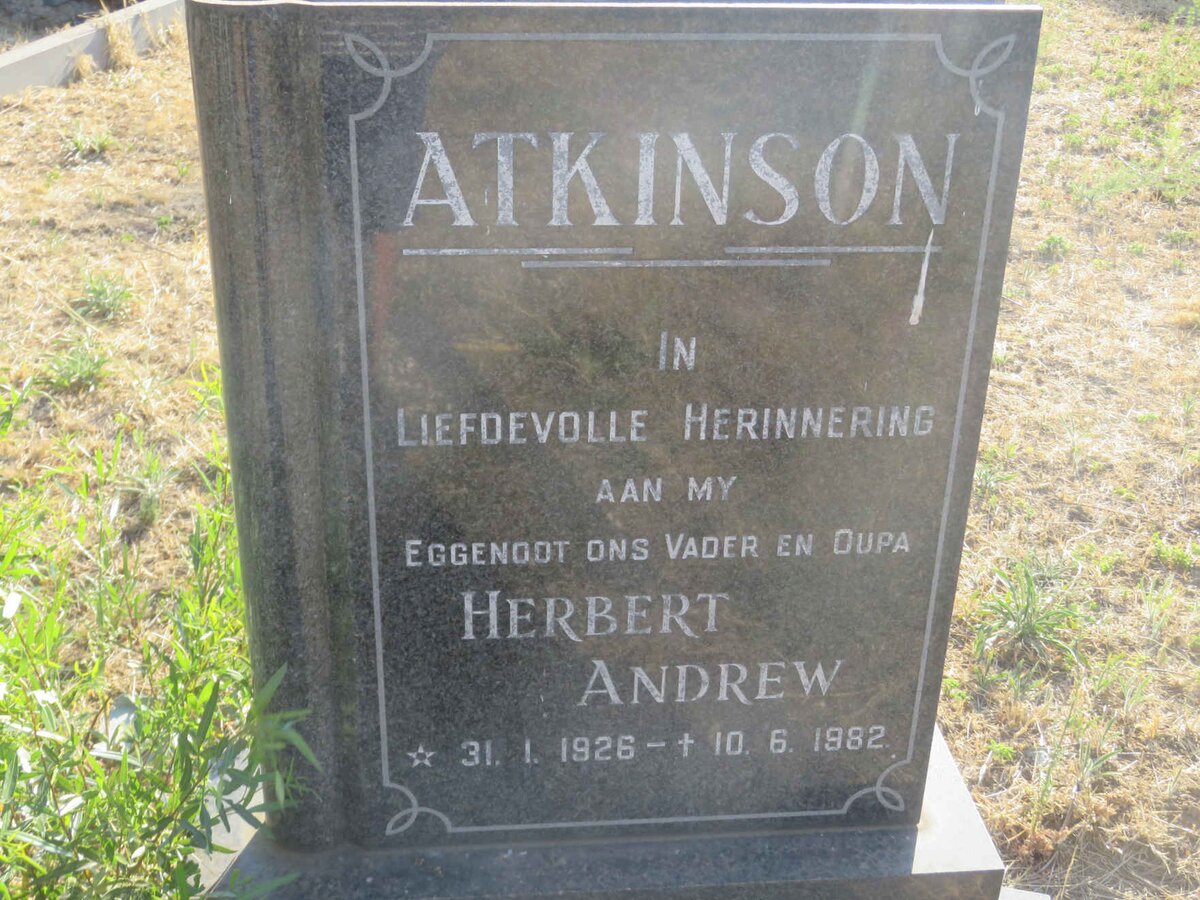 ATKINSON
IN
LIEFDEVOLLE HERINNERING
AAN MY
EGGENOOT ONS VADER EN OUPA
HERBERT
ANDREW
☆ 31. 1. 1926 – † 10. 6. 1982.